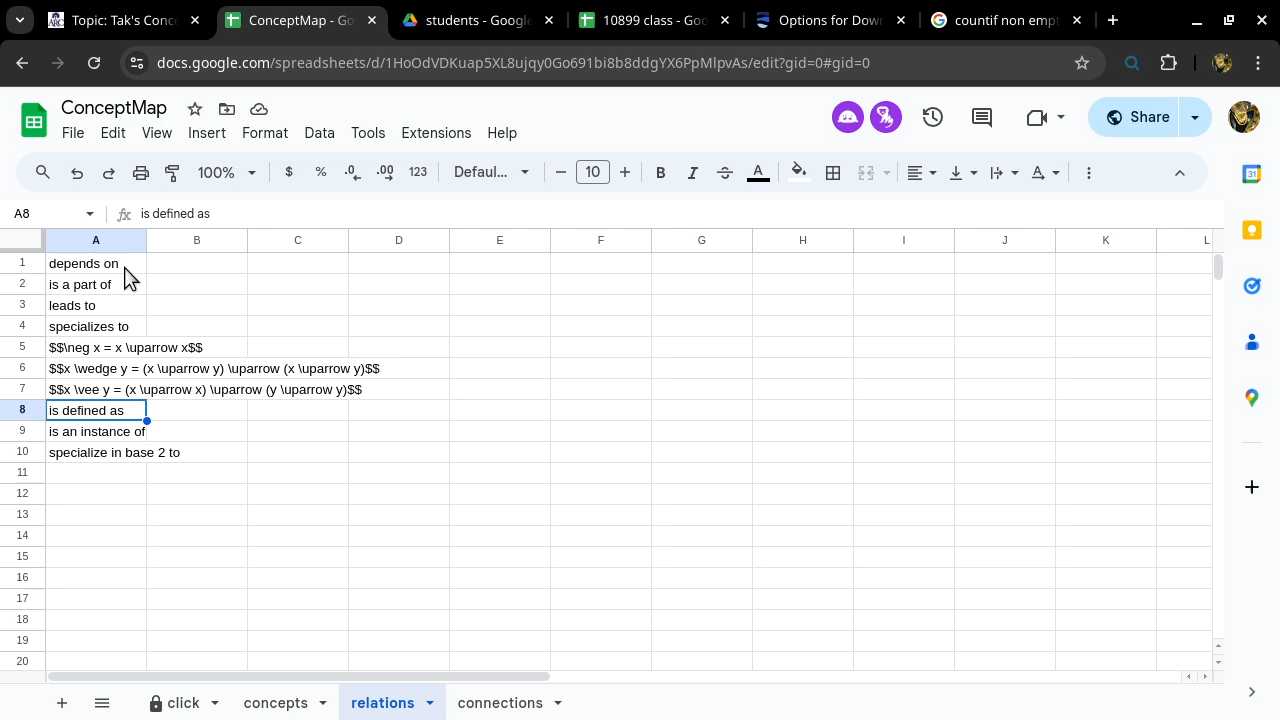 Topic: Tak's Conce
ConceptMap - Go
students - Google
10899 class - Goo
Options for Down
countif non empt
docs.google.com/spreadsheets/d/1HoOdVDKuap5XL8ujqy0Go691bi8b8ddgYX6PpMlpvAs/edit?gid=0#gid=0
ConceptMap
File Edit View Insert Format Data Tools Extensions Help
Share
100% $ % .0 .00 123 Defaul... 10 B I S A
A8 fx is defined as
A B C D E F G H I J K L
1 depends on
2 is a part of
3 leads to
4 specializes to
5 $$\neg x = x \uparrow x$$
6 $$x \wedge y = (x \uparrow y) \uparrow (x \uparrow y)$$
7 $$x \vee y = (x \uparrow x) \uparrow (y \uparrow y)$$
8 is defined as
9 is an instance of
10 specialize in base 2 to
11
12
13
14
15
16
17
18
19
20
click concepts relations connections
31